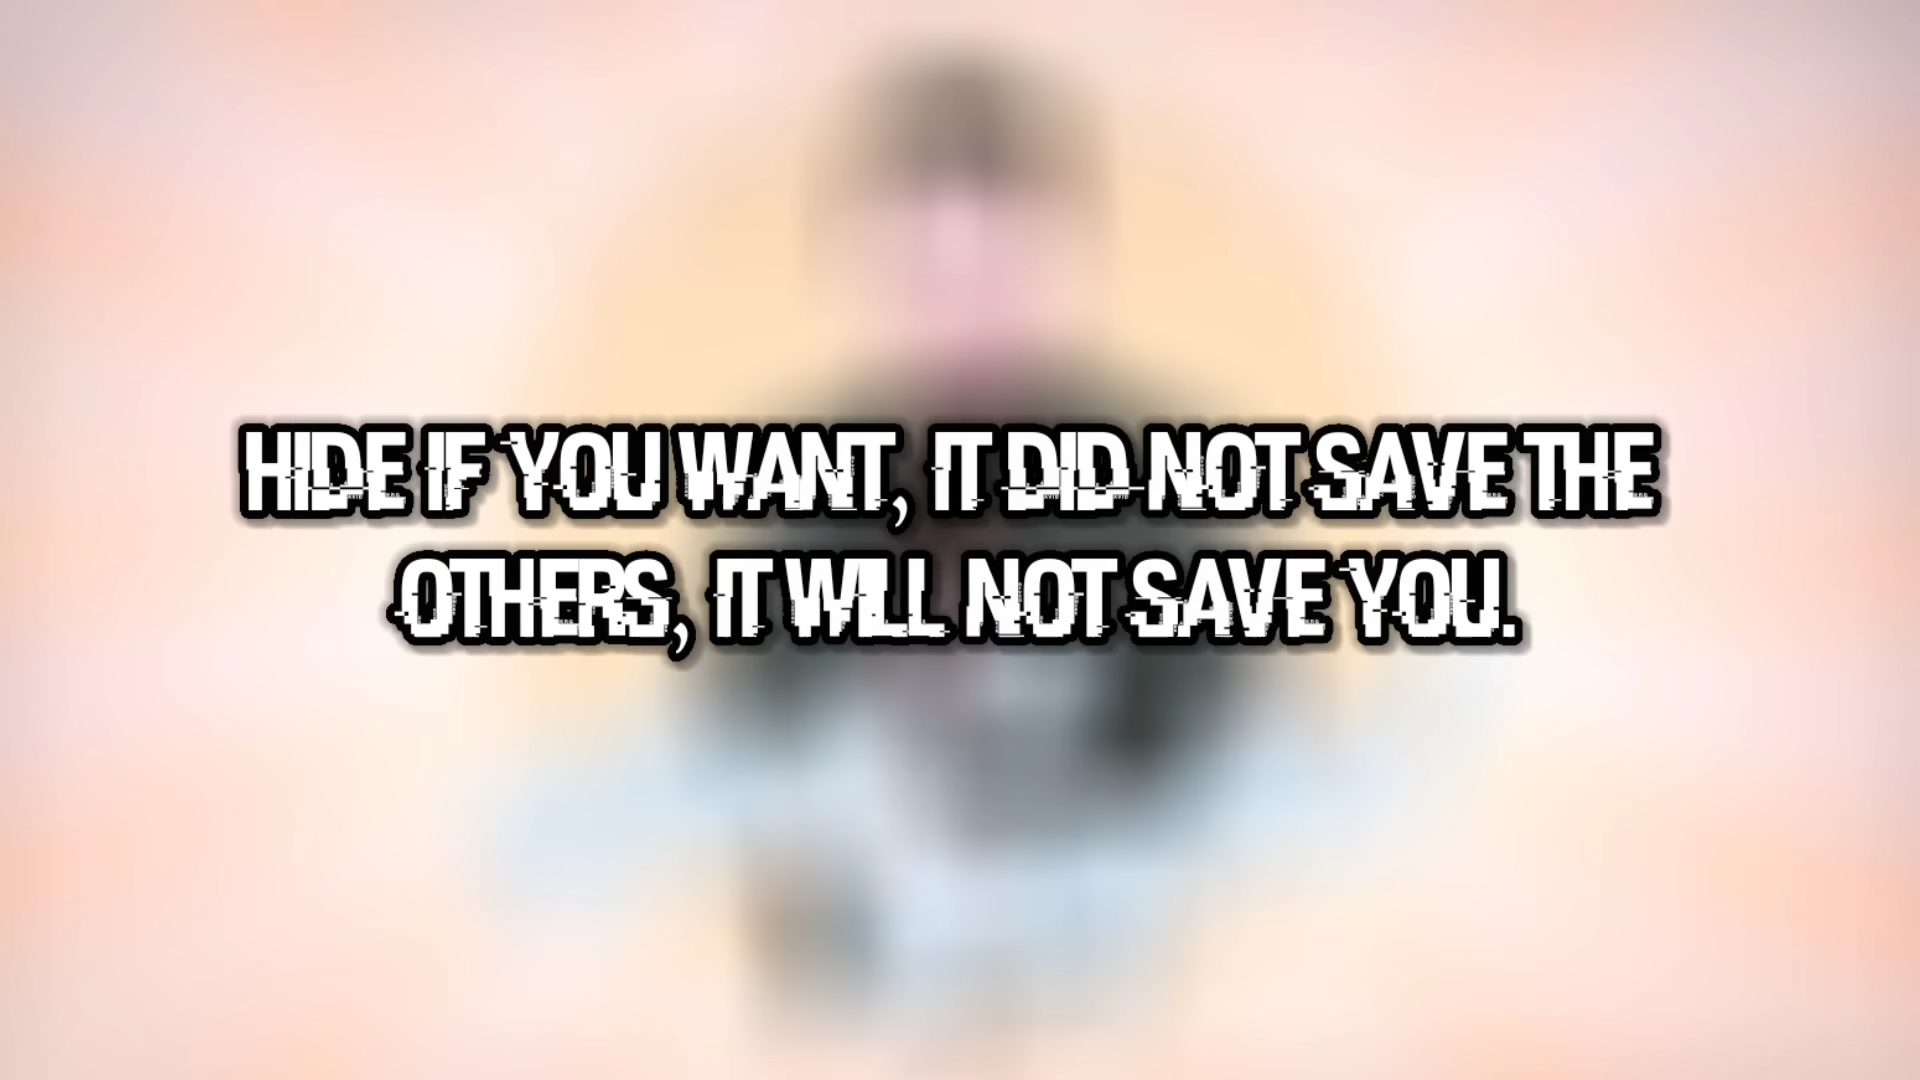 HIDE IF YOU WANT, IT DID NOT SAVE THE
OTHERS, IT WILL NOT SAVE YOU.